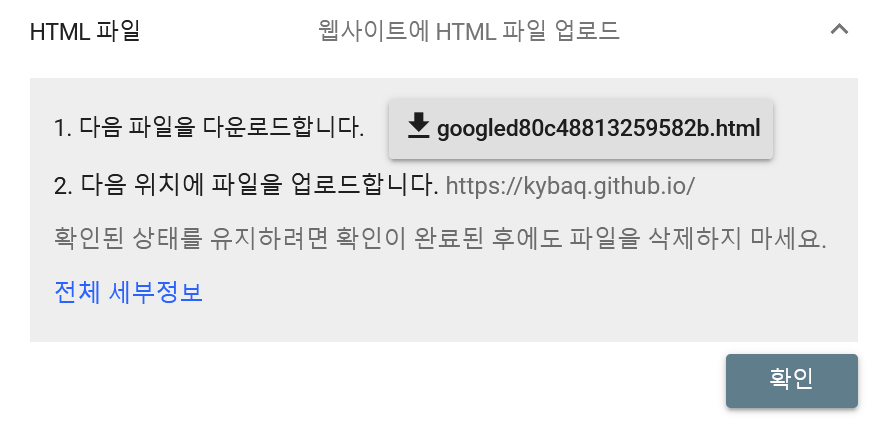 HTML 파일 웹사이트에 HTML 파일 업로드
1. 다음 파일을 다운로드합니다. googled80c48813259582b.html
2. 다음 위치에 파일을 업로드합니다. https://kybaq.github.io/
확인된 상태를 유지하려면 확인이 완료된 후에도 파일을 삭제하지 마세요.
전체 세부정보
확인